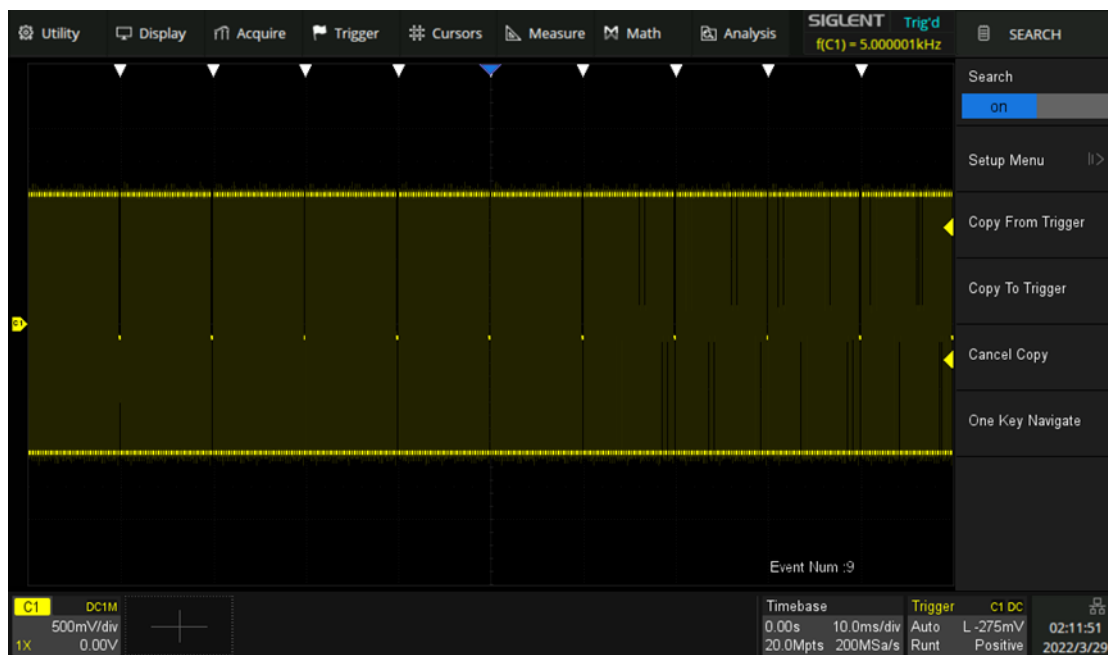 Utility Display Acquire Trigger Cursors Measure Math Analysis SIGLENT Trig'd SEARCH
f(C1) = 5.000001kHz
Search
on
Setup Menu
Copy From Trigger
Copy To Trigger
C1
Cancel Copy
One Key Navigate
Event Num :9
C1 DC1M Timebase Trigger C1 DC
500mV/div 0.00s 10.0ms/div Auto L -275mV 02:11:51
1X 0.00V 20.0Mpts 200MSa/s Runt Positive 2022/3/29